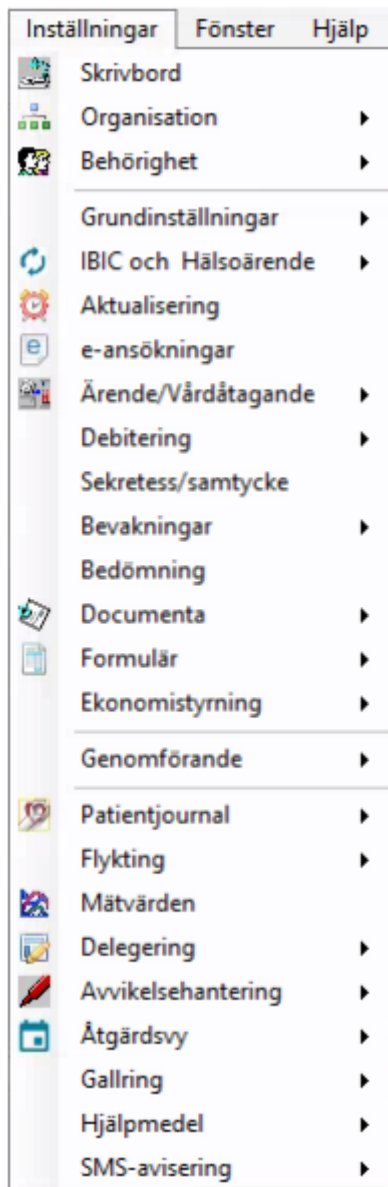 Inställningar Fönster Hjälp
Skrivbord
Organisation
Behörighet
Grundinställningar
IBIC och Hälsoärende
Aktualisering
e-ansökningar
Ärende/Vårdåtagande
Debitering
Sekretess/samtycke
Bevakningar
Bedömning
Documenta
Formulär
Ekonomistyrning
Genomförande
Patientjournal
Flykting
Mätvärden
Delegering
Avvikelsehantering
Åtgärdsvy
Gallring
Hjälpmedel
SMS-avisering